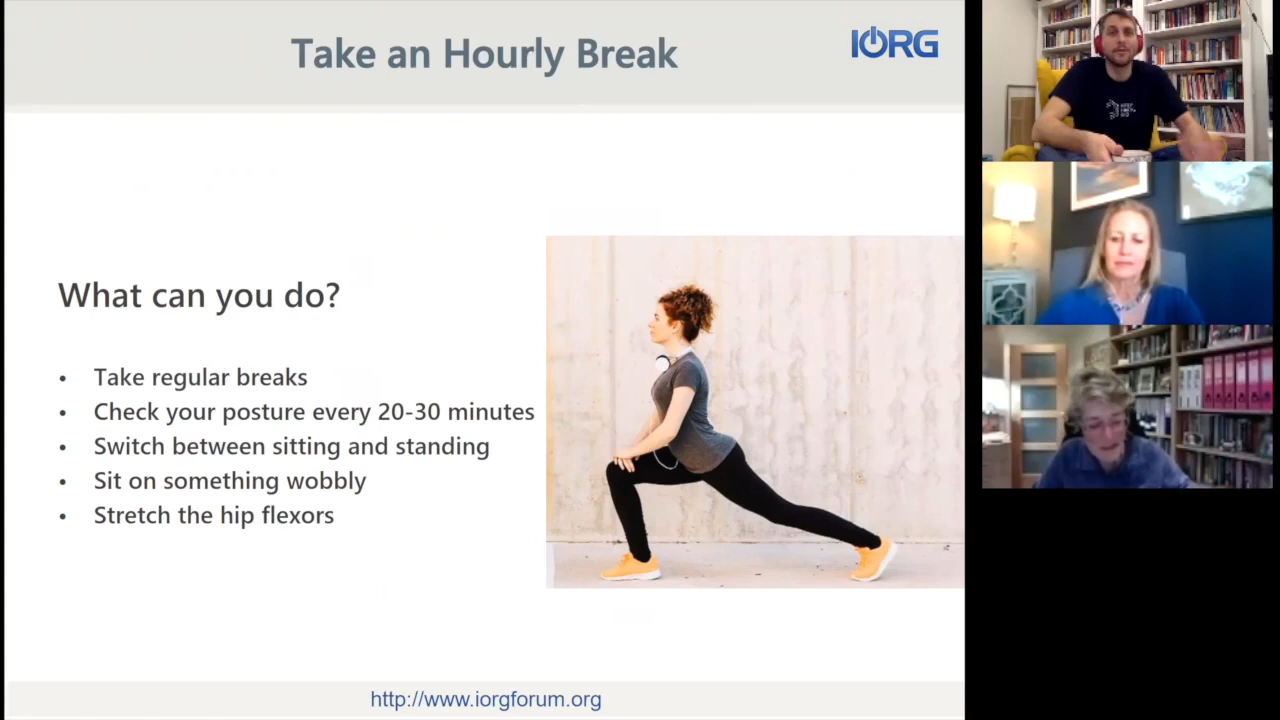 Take an Hourly Break
IORG
What can you do?
• Take regular breaks
• Check your posture every 20-30 minutes
• Switch between sitting and standing
• Sit on something wobbly
• Stretch the hip flexors
http://www.iorgforum.org